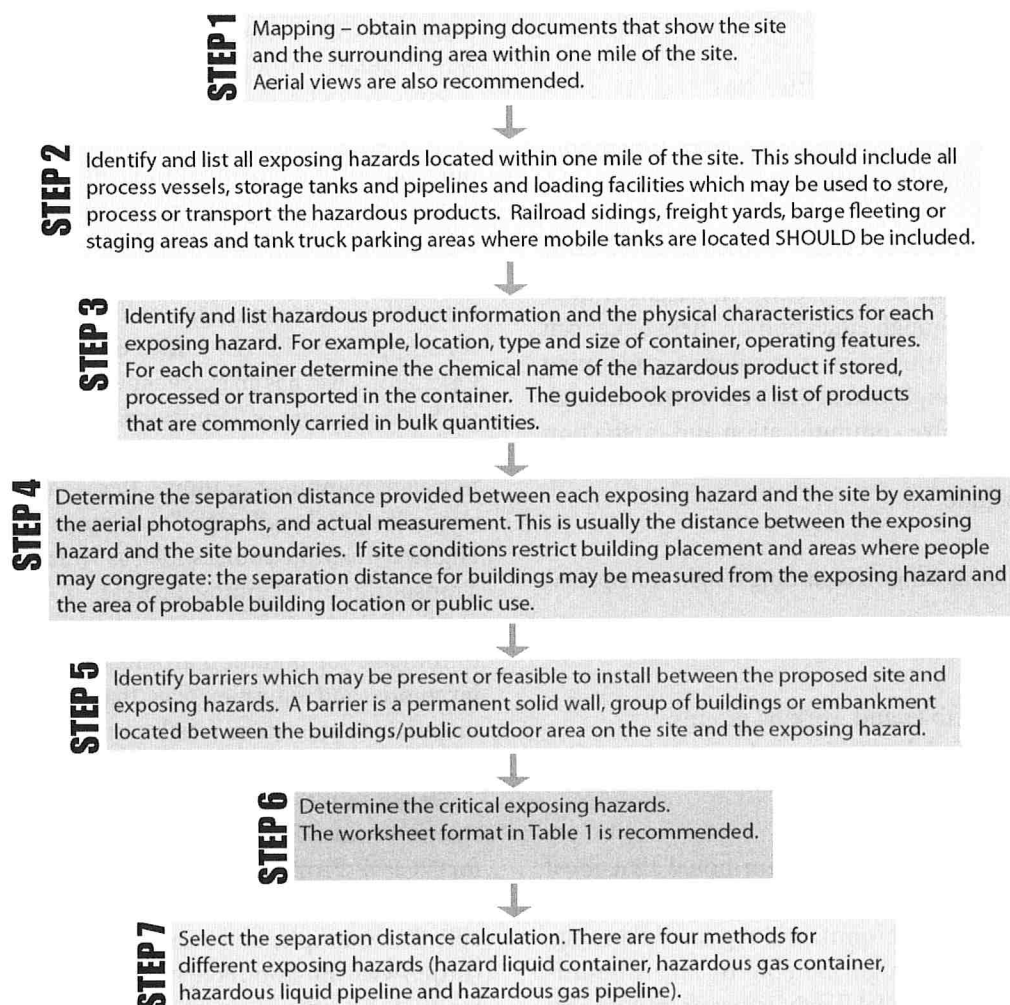 STEP 1
Mapping – obtain mapping documents that show the site
and the surrounding area within one mile of the site.
Aerial views are also recommended.
STEP 2
Identify and list all exposing hazards located within one mile of the site. This should include all
process vessels, storage tanks and pipelines and loading facilities which may be used to store,
process or transport the hazardous products. Railroad sidings, freight yards, barge fleeting or
staging areas and tank truck parking areas where mobile tanks are located SHOULD be included.
STEP 3
Identify and list hazardous product information and the physical characteristics for each
exposing hazard. For example, location, type and size of container, operating features.
For each container determine the chemical name of the hazardous product if stored,
processed or transported in the container. The guidebook provides a list of products
that are commonly carried in bulk quantities.
STEP 4
Determine the separation distance provided between each exposing hazard and the site by examining
the aerial photographs, and actual measurement. This is usually the distance between the exposing
hazard and the site boundaries. If site conditions restrict building placement and areas where people
may congregate: the separation distance for buildings may be measured from the exposing hazard and
the area of probable building location or public use.
STEP 5
Identify barriers which may be present or feasible to install between the proposed site and
exposing hazards. A barrier is a permanent solid wall, group of buildings or embankment
located between the buildings/public outdoor area on the site and the exposing hazard.
STEP 6
Determine the critical exposing hazards.
The worksheet format in Table 1 is recommended.
STEP 7
Select the separation distance calculation. There are four methods for
different exposing hazards (hazard liquid container, hazardous gas container,
hazardous liquid pipeline and hazardous gas pipeline).